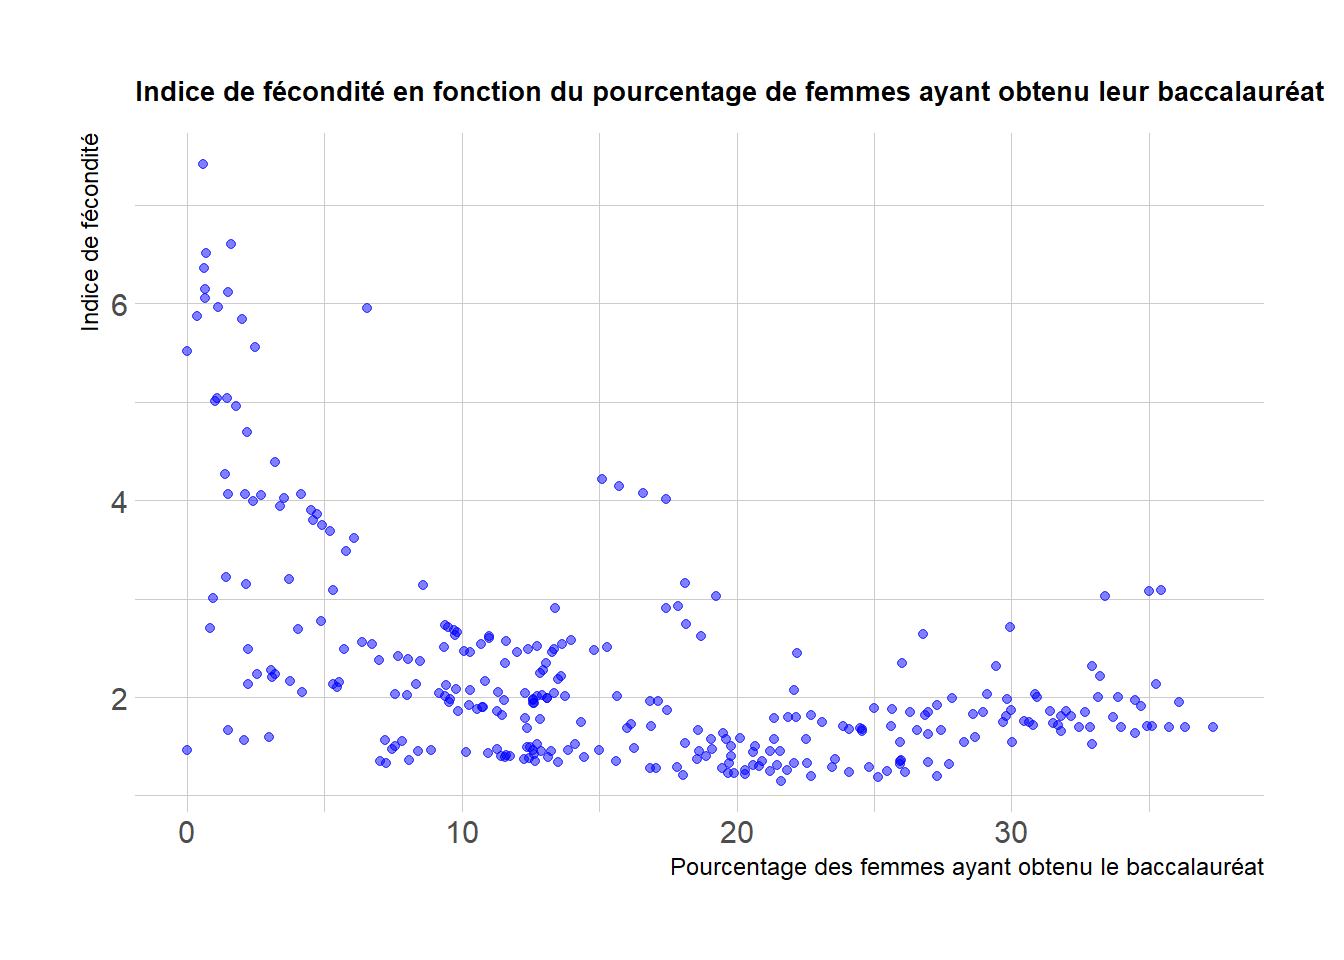 Indice de fécondité en fonction du pourcentage de femmes ayant obtenu leur baccalauréat
Indice de fécondité
6
4
2
0 10 20 30
Pourcentage des femmes ayant obtenu le baccalauréat